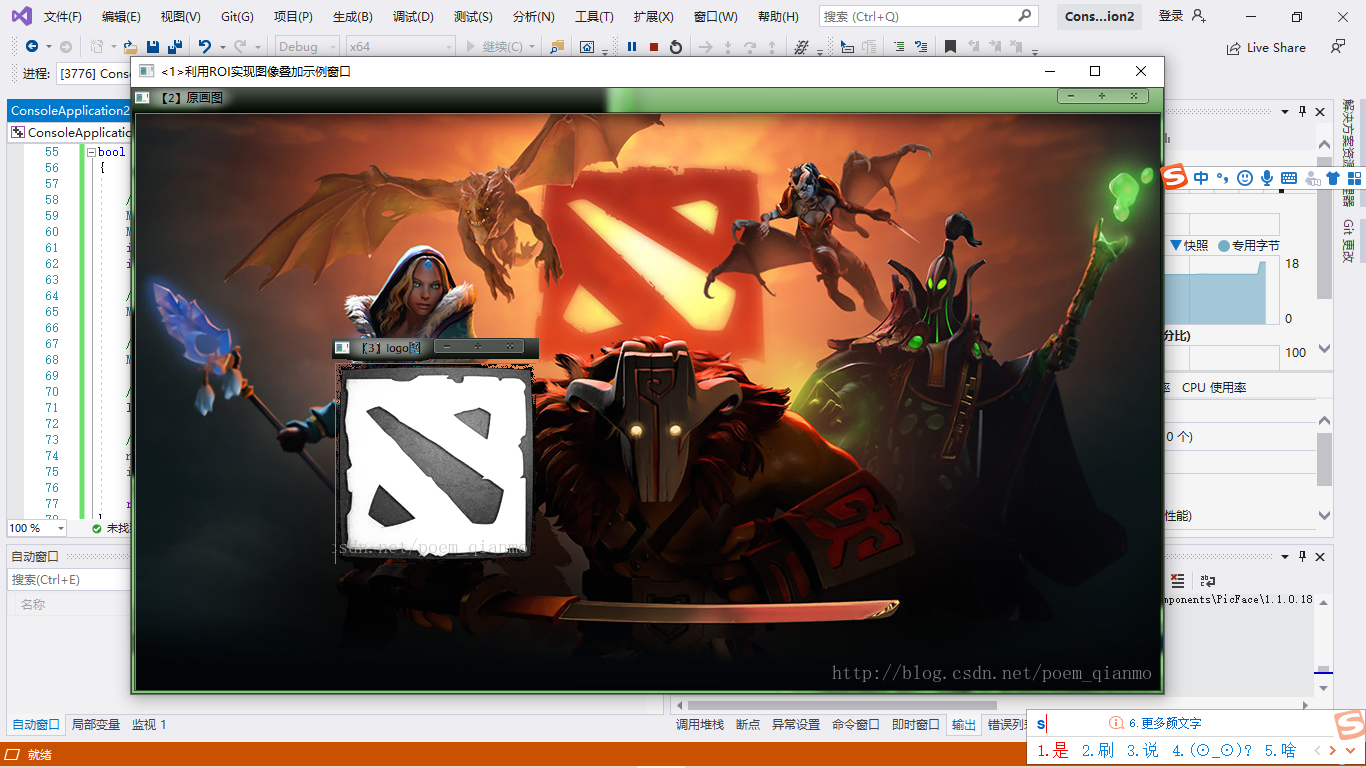 文件(F) 编辑(E) 视图(V) Git(G) 项目(P) 生成(B) 调试(D) 测试(S) 分析(N) 工具(T) 扩展(X) 窗口(W) 帮助(H) 搜索 (Ctrl+Q) Cons...ion2 登录
Debug x64 继续(C) Live Share
进程: [3776] Cons
<1>利用ROI实现图像叠加示例窗口
【2】原画图
ConsoleApplication2
ConsoleApplicatio
解决方案资源
理器
Git 更改
中
55 bool
56 {
57
58 /
59 M
60 M
61 i
62 i
63
64 /
65 M
66
67 /
68 M
69
70 /
71 l
72
73 /
74 n
75 i
76
77 r
快照 专用字节
18
0
分比)
100
CPU 使用率
0 个)
性能)
【3】logo图
csdn.net/poem_qianmo
http://blog.csdn.net/poem_qianmo
100 %
未找
自动窗口
搜索(Ctrl+E)
名称
mponents\PicFace\1.1.0.18
自动窗口 局部变量 监视 1
调用堆栈 断点 异常设置 命令窗口 即时窗口 输出 错误列
s 6.更多颜文字
1.是 2.刷 3.说 4.(⊙_⊙)? 5.啥
就绪